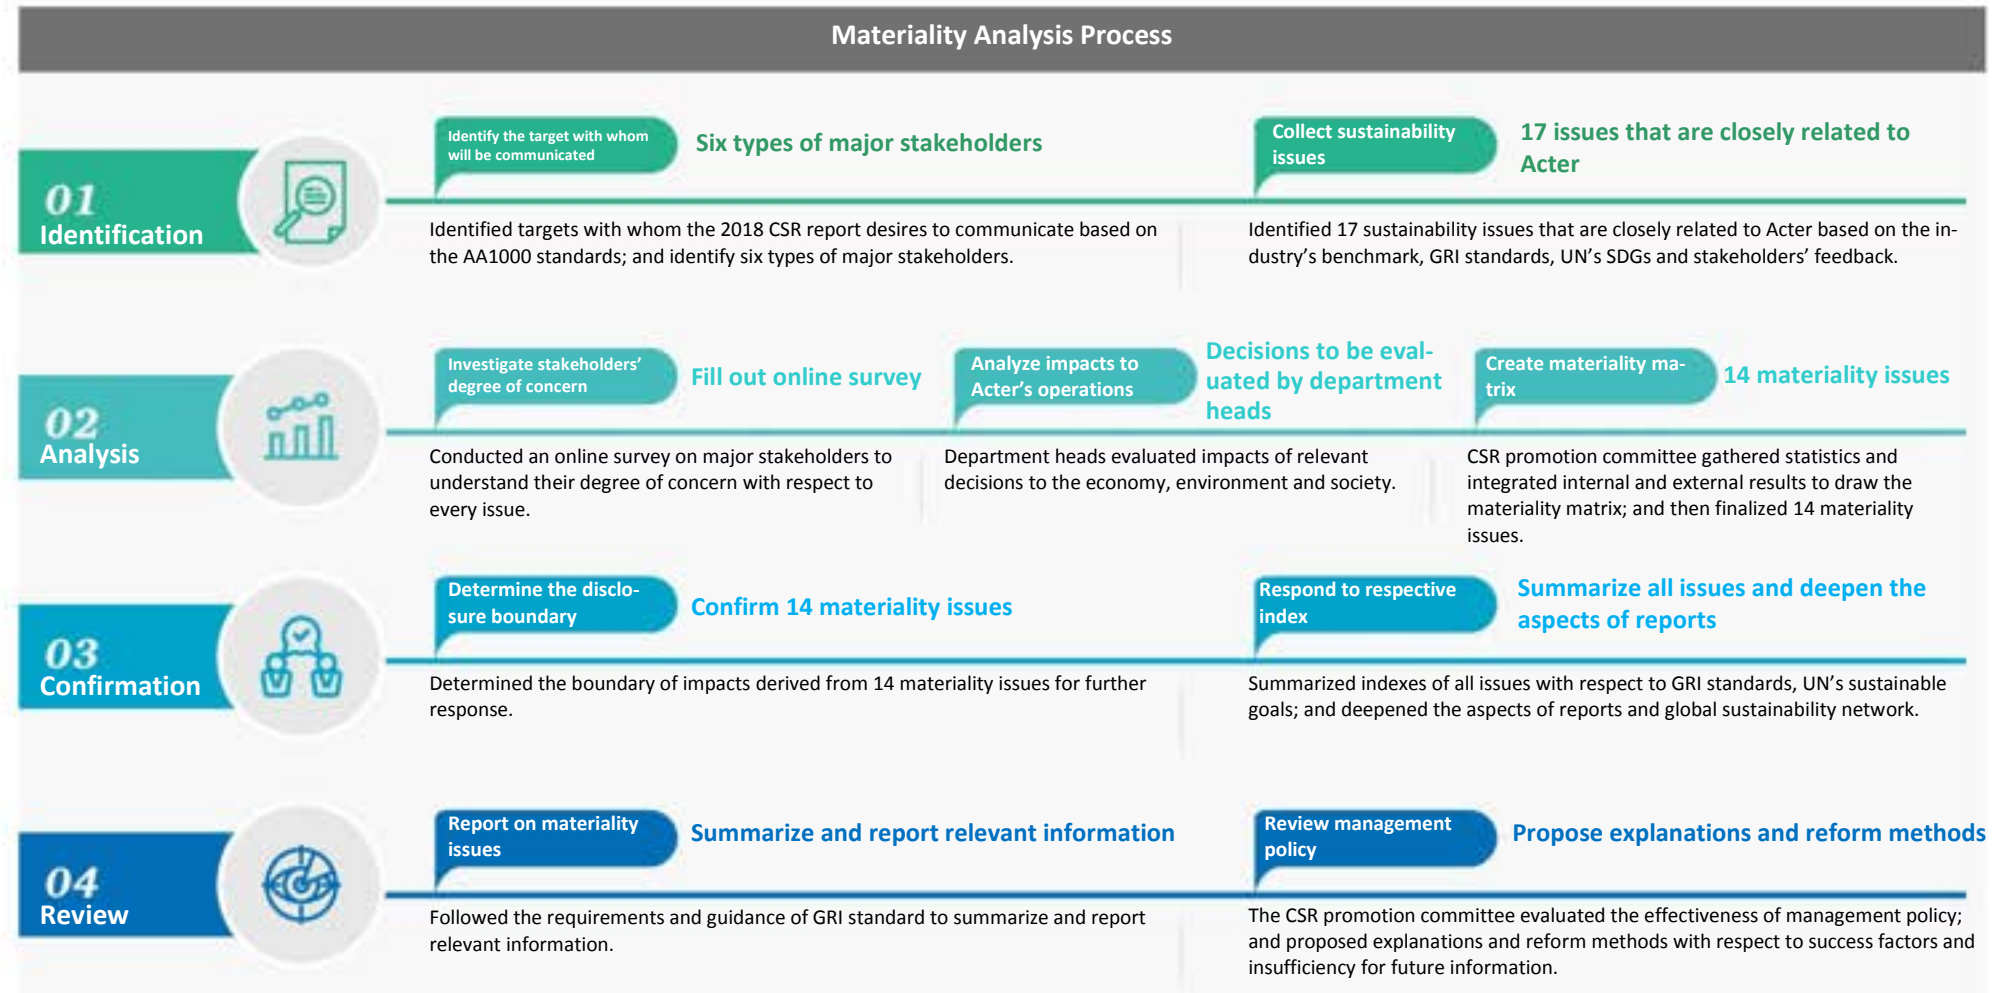 Materiality Analysis Process
01
Identification
Identify the target with whom
will be communicated
Six types of major stakeholders
Identified targets with whom the 2018 CSR report desires to communicate based on
the AA1000 standards; and identify six types of major stakeholders.
Collect sustainability
issues
17 issues that are closely related to
Acter
Identified 17 sustainability issues that are closely related to Acter based on the in-
dustry’s benchmark, GRI standards, UN’s SDGs and stakeholders’ feedback.
02
Analysis
Investigate stakeholders’
degree of concern
Fill out online survey
Conducted an online survey on major stakeholders to
understand their degree of concern with respect to
every issue.
Analyze impacts to
Acter’s operations
Decisions to be eval-
uated by department
heads
Department heads evaluated impacts of relevant
decisions to the economy, environment and society.
Create materiality ma-
trix
14 materiality issues
CSR promotion committee gathered statistics and
integrated internal and external results to draw the
materiality matrix; and then finalized 14 materiality
issues.
03
Confirmation
Determine the disclo-
sure boundary
Confirm 14 materiality issues
Determined the boundary of impacts derived from 14 materiality issues for further
response.
Respond to respective
index
Summarize all issues and deepen the
aspects of reports
Summarized indexes of all issues with respect to GRI standards, UN’s sustainable
goals; and deepened the aspects of reports and global sustainability network.
04
Review
Report on materiality
issues
Summarize and report relevant information
Followed the requirements and guidance of GRI standard to summarize and report
relevant information.
Review management
policy
Propose explanations and reform methods
The CSR promotion committee evaluated the effectiveness of management policy;
and proposed explanations and reform methods with respect to success factors and
insufficiency for future information.